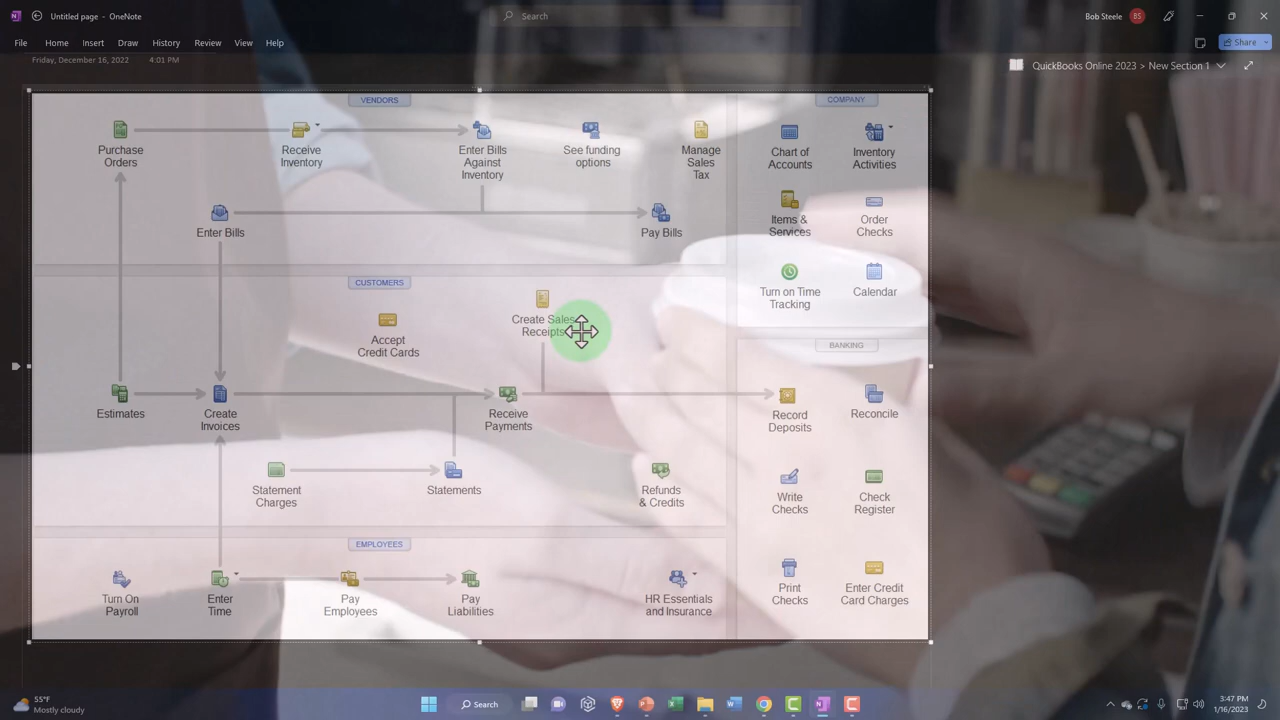 Untitled page - OneNote
Search
Bob Steele
BS
File
Home
Insert
Draw
History
Review
View
Help
Share
Friday, December 16, 2022
4:01 PM
QuickBooks Online 2023 > New Section 1
VENDORS
Purchase
Orders
Receive
Inventory
Enter Bills
Against
Inventory
See funding
options
Manage
Sales
Tax
Enter Bills
Pay Bills
CUSTOMERS
Create Sales
Receipts
Accept
Credit Cards
Estimates
Create
Invoices
Receive
Payments
Statement
Charges
Statements
Refunds
& Credits
EMPLOYEES
Turn On
Payroll
Enter
Time
Pay
Employees
Pay
Liabilities
HR Essentials
and Insurance
COMPANY
Chart of
Accounts
Inventory
Activities
Items &
Services
Order
Checks
Turn on Time
Tracking
Calendar
BANKING
Record
Deposits
Reconcile
Write
Checks
Check
Register
Print
Checks
Enter Credit
Card Charges
55°F
Mostly cloudy
Search
3:47 PM
1/16/2023